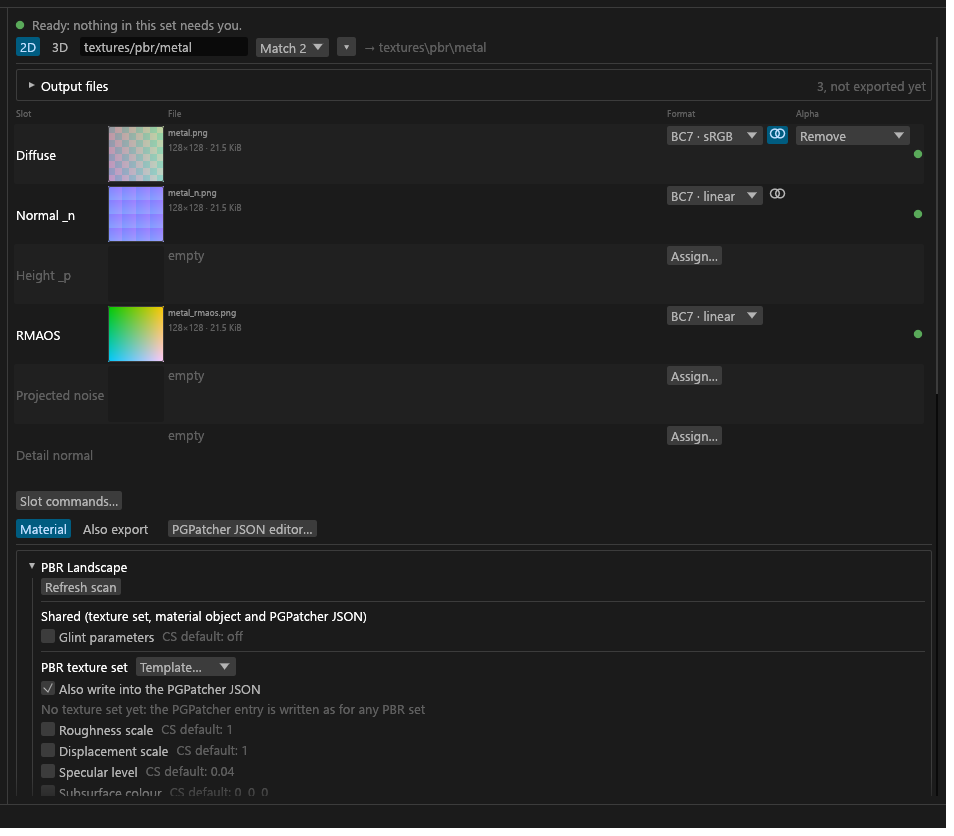 Ready: nothing in this set needs you.
2D 3D textures/pbr/metal Match 2 → textures\pbr\metal
Output files 3, not exported yet
Slot File Format Alpha
Diffuse metal.png 128×128 · 21.5 KiB BC7 · sRGB Remove
Normal _n metal_n.png 128×128 · 21.5 KiB BC7 · linear
Height _p empty Assign...
RMAOS metal_rmaos.png 128×128 · 21.5 KiB BC7 · linear
Projected noise empty Assign...
Detail normal empty Assign...
Slot commands...
Material Also export PGPatcher JSON editor...
PBR Landscape
Refresh scan
Shared (texture set, material object and PGPatcher JSON)
Glint parameters CS default: off
PBR texture set Template...
Also write into the PGPatcher JSON
No texture set yet: the PGPatcher entry is written as for any PBR set
Roughness scale CS default: 1
Displacement scale CS default: 1
Specular level CS default: 0.04
Subsurface colour CS default: 0, 0, 0